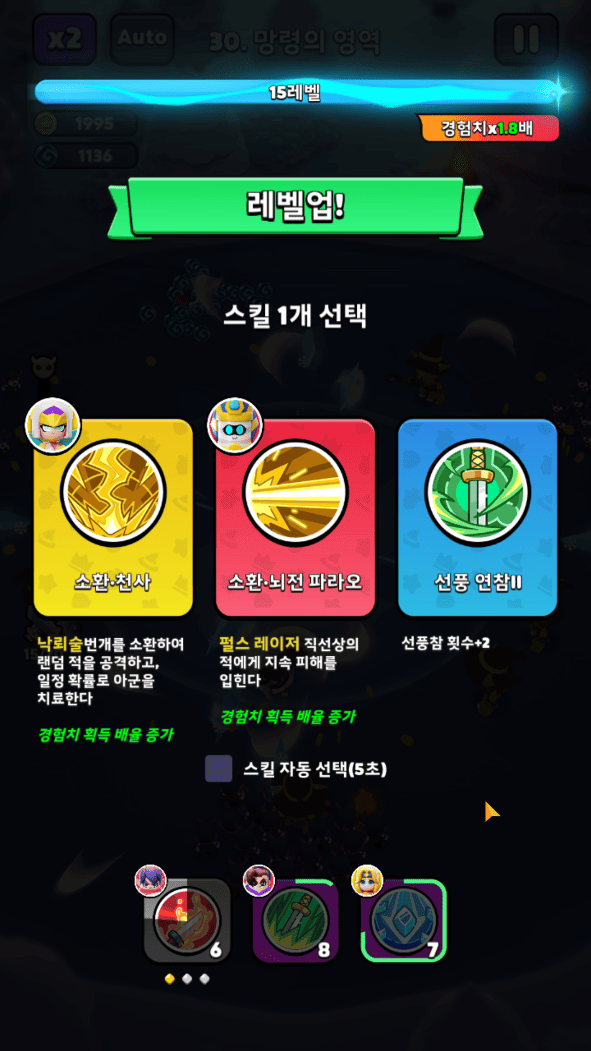 x2
Auto
30. 망령의 영역
15레벨
1995
경험치x1.8배
1136
레벨업!
스킬 1개 선택
소환·천사
소환·뇌전 파라오
선풍 연참II
낙뢰술번개를 소환하여
랜덤 적을 공격하고,
일정 확률로 아군을
치료한다
경험치 획득 배율 증가
펄스 레이저 직선상의
적에게 지속 피해를
입힌다
경험치 획득 배율 증가
선풍참 횟수+2
스킬 자동 선택(5초)
6
8
7